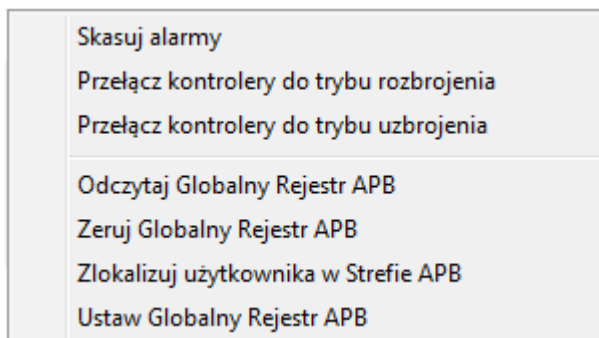 Skasuj alarmy
Przełącz kontrolery do trybu rozbrojenia
Przełącz kontrolery do trybu uzbrojenia
Odczytaj Globalny Rejestr APB
Zeruj Globalny Rejestr APB
Zlokalizuj użytkownika w Strefie APB
Ustaw Globalny Rejestr APB